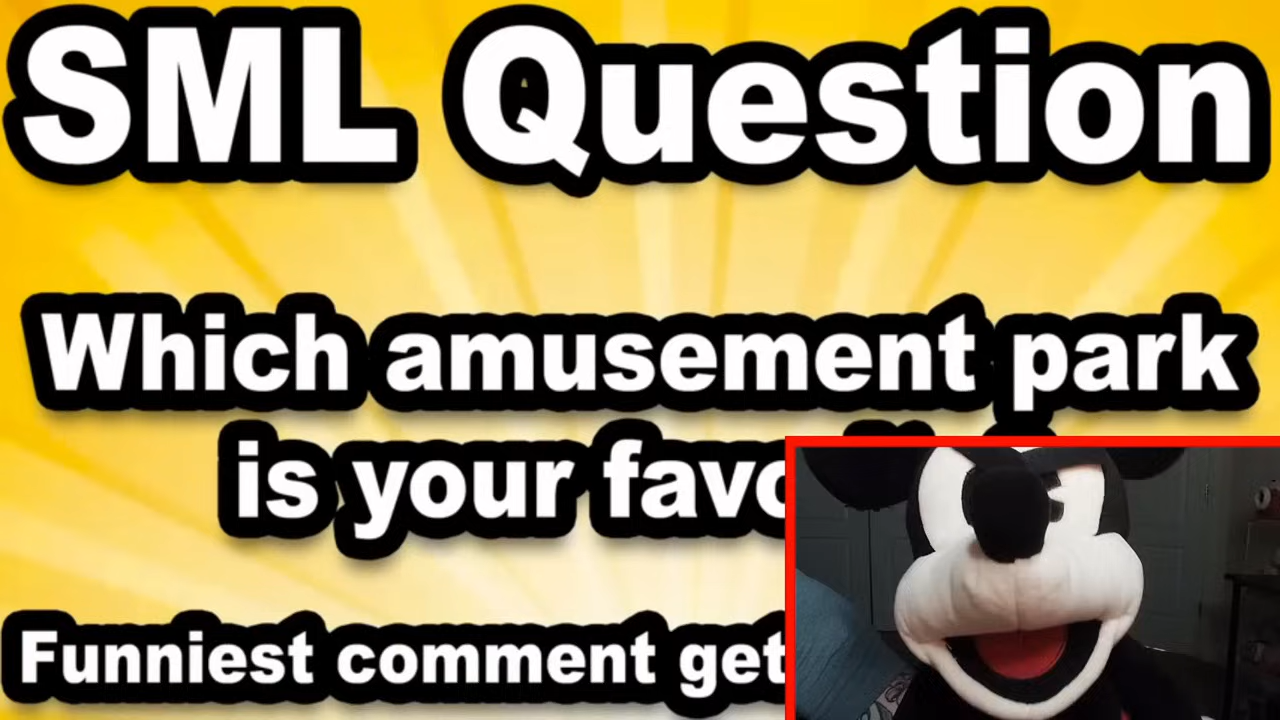 SML Question
Which amusement park
is your
Funniest comment